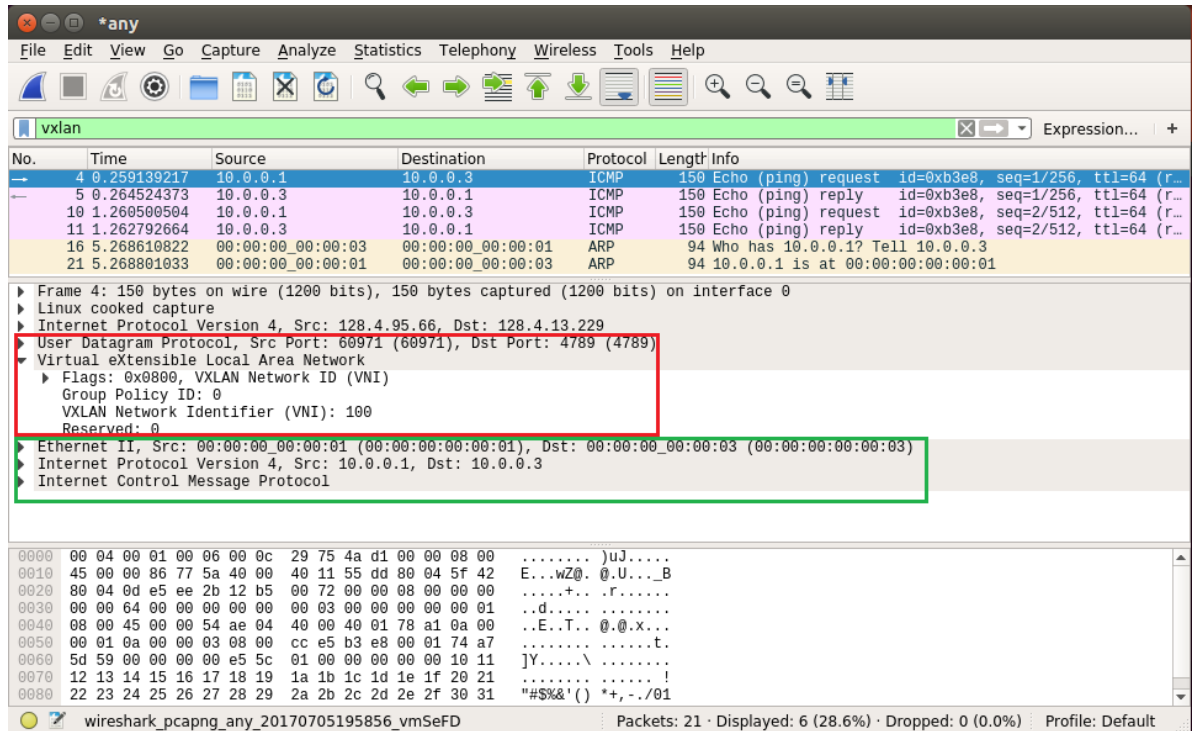 *any
File Edit View Go Capture Analyze Statistics Telephony Wireless Tools Help
vxlan Expression... +
No. Time Source Destination Protocol Length Info
4 0.259139217 10.0.0.1 10.0.0.3 ICMP 150 Echo (ping) request id=0xb3e8, seq=1/256, ttl=64 (r…
5 0.264524373 10.0.0.3 10.0.0.1 ICMP 150 Echo (ping) reply id=0xb3e8, seq=1/256, ttl=64 (r…
10 1.260500504 10.0.0.1 10.0.0.3 ICMP 150 Echo (ping) request id=0xb3e8, seq=2/512, ttl=64 (r…
11 1.262792664 10.0.0.3 10.0.0.1 ICMP 150 Echo (ping) reply id=0xb3e8, seq=2/512, ttl=64 (r…
16 5.268610822 00:00:00_00:00:03 00:00:00_00:00:01 ARP 94 Who has 10.0.0.1? Tell 10.0.0.3
21 5.268801033 00:00:00_00:00:01 00:00:00_00:00:03 ARP 94 10.0.0.1 is at 00:00:00:00:00:01
Frame 4: 150 bytes on wire (1200 bits), 150 bytes captured (1200 bits) on interface 0
Linux cooked capture
Internet Protocol Version 4, Src: 128.4.95.66, Dst: 128.4.13.229
User Datagram Protocol, Src Port: 60971 (60971), Dst Port: 4789 (4789)
Virtual eXtensible Local Area Network
Flags: 0x0800, VXLAN Network ID (VNI)
Group Policy ID: 0
VXLAN Network Identifier (VNI): 100
Reserved: 0
Ethernet II, Src: 00:00:00_00:00:01 (00:00:00:00:00:01), Dst: 00:00:00_00:00:03 (00:00:00:00:00:03)
Internet Protocol Version 4, Src: 10.0.0.1, Dst: 10.0.0.3
Internet Control Message Protocol
0000 00 04 00 01 00 06 00 0c 29 75 4a d1 00 00 08 00 ........ )uJ.....
0010 45 00 00 86 77 5a 40 00 40 11 55 dd 80 04 5f 42 E...wZ@. @.U..._B
0020 80 04 0d e5 ee 2b 12 b5 00 72 00 00 08 00 00 00 .....+.. .r......
0030 00 00 64 00 00 00 00 00 00 03 00 00 00 00 00 01 ..d..... ........
0040 08 00 45 00 00 54 ae 04 40 00 40 01 78 a1 0a 00 ..E..T.. @.@.x...
0050 00 01 0a 00 00 03 08 00 cc e5 b3 e8 00 01 74 a7 ........ ......t.
0060 5d 59 00 00 00 00 e5 5c 01 00 00 00 00 00 10 11 ]Y.....\ ........
0070 12 13 14 15 16 17 18 19 1a 1b 1c 1d 1e 1f 20 21 ........ ...... !
0080 22 23 24 25 26 27 28 29 2a 2b 2c 2d 2e 2f 30 31 "#$%&'() *+,-./01
wireshark_pcapng_any_20170705195856_vmSeFD Packets: 21 · Displayed: 6 (28.6%) · Dropped: 0 (0.0%) Profile: Default